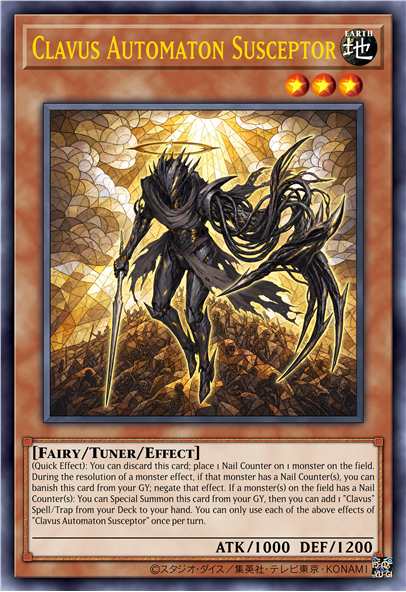 CLAVUS AUTOMATON SUSCEPTOR
EARTH
地
[FAIRY/TUNER/EFFECT]
(Quick Effect): You can discard this card; place 1 Nail Counter on 1 monster on the field.
During the resolution of a monster effect, if that monster has a Nail Counter(s), you can
banish this card from your GY; negate that effect. If a monster(s) on the field has a Nail
Counter(s): You can Special Summon this card from your GY, then you can add 1 "Clavus"
Spell/Trap from your Deck to your hand. You can only use each of the above effects of
"Clavus Automaton Susceptor" once per turn.
ATK/1000 DEF/1200
©スタジオ・ダイス/集英社・テレビ東京・KONAMI